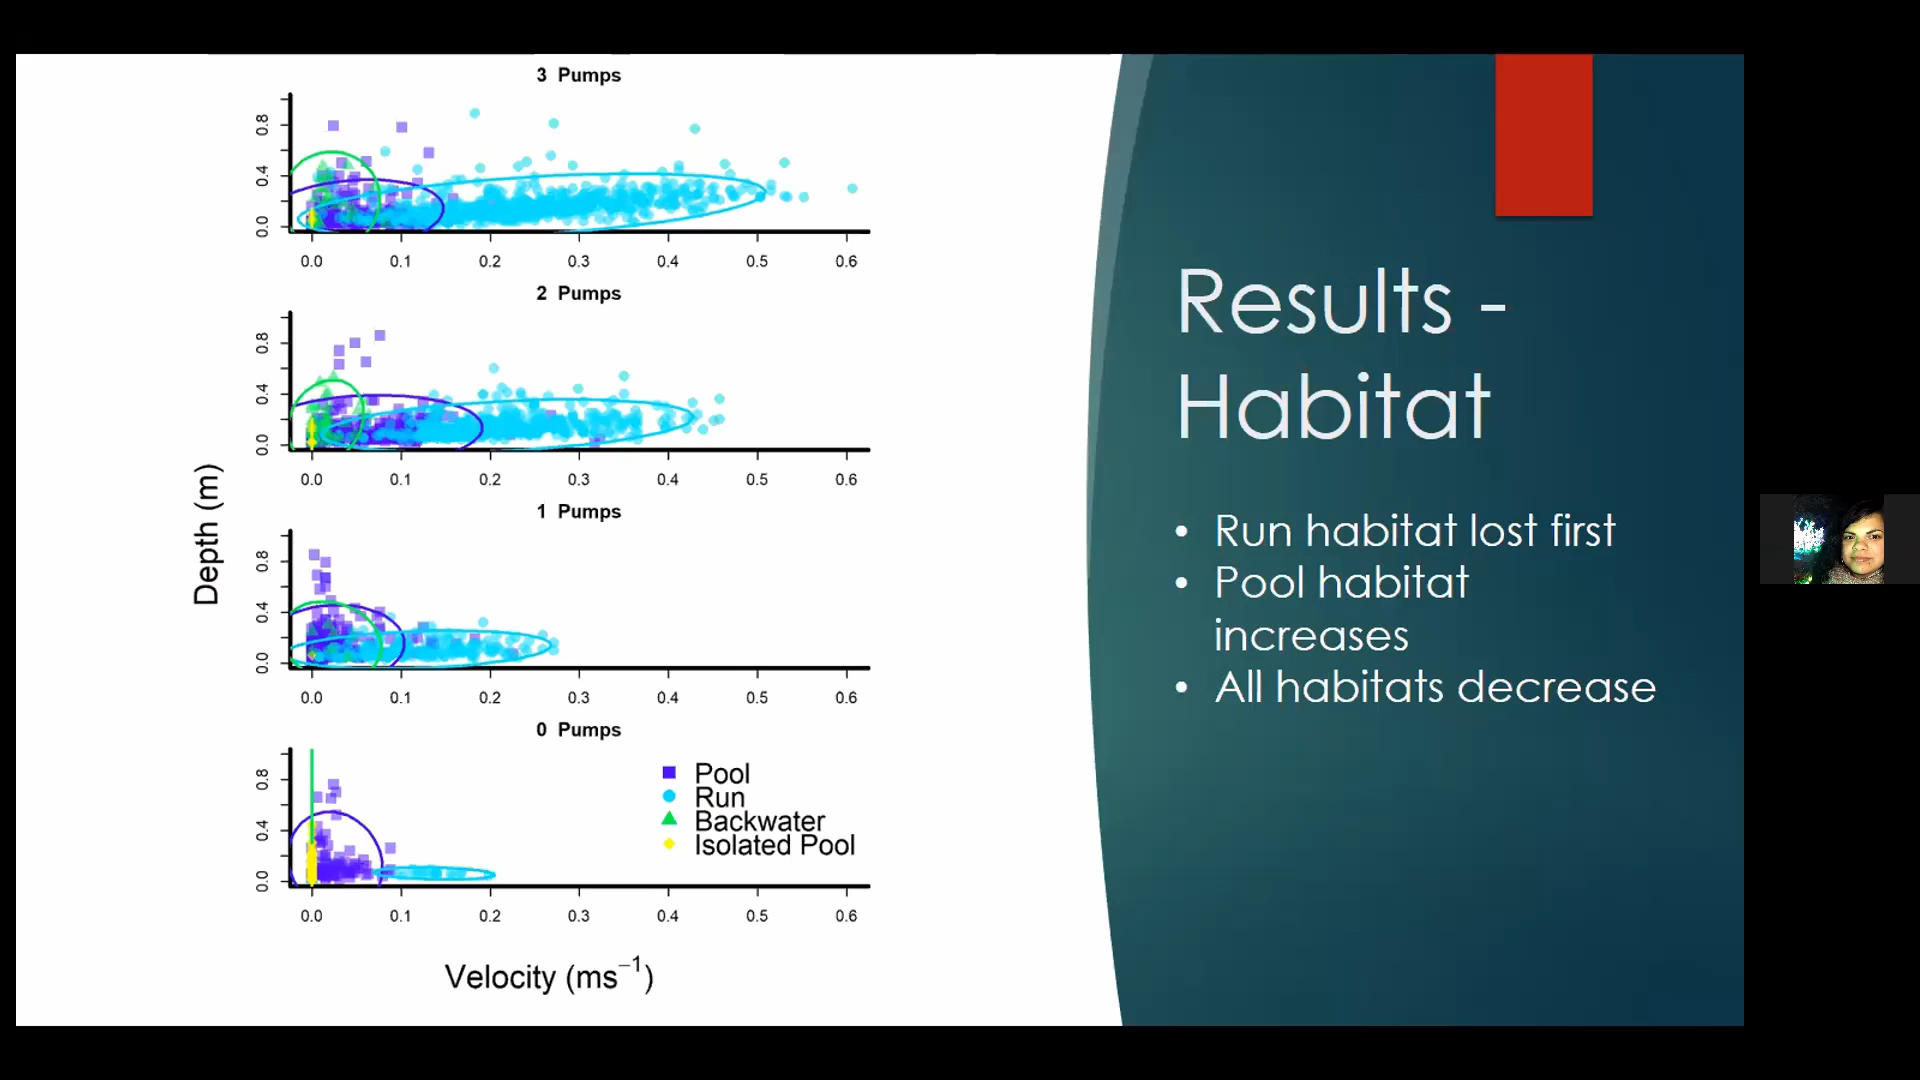 3 Pumps
0.8
0.4
0.0
0.0 0.1 0.2 0.3 0.4 0.5 0.6
2 Pumps
0.8
0.4
0.0
0.0 0.1 0.2 0.3 0.4 0.5 0.6
1 Pumps
0.8
0.4
0.0
0.0 0.1 0.2 0.3 0.4 0.5 0.6
0 Pumps
0.8
0.4
0.0
0.0 0.1 0.2 0.3 0.4 0.5 0.6
Pool
Run
Backwater
Isolated Pool
Depth (m)
Velocity (ms⁻¹)
Results -
Habitat
• Run habitat lost first
• Pool habitat
increases
• All habitats decrease